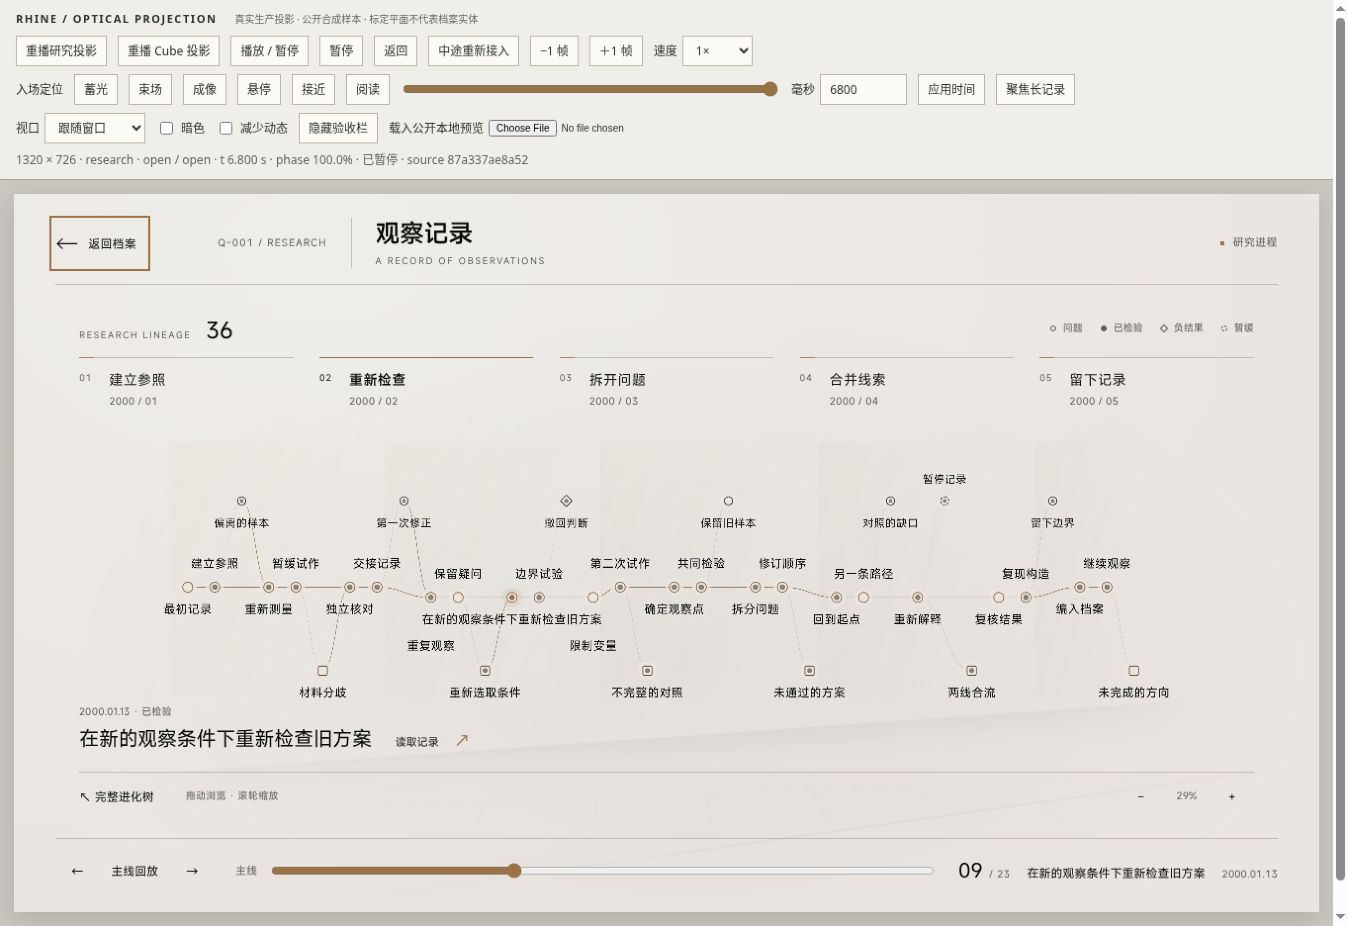 RHINE / OPTICAL PROJECTION 真实生产投影 · 公开合成样本 · 标定平面不代表档案实体
重播研究投影 重播 Cube 投影 播放 / 暂停 暂停 返回 中途重新接入 −1 帧 +1 帧 速度 1×
入场定位 蓄光 束场 成像 悬停 接近 阅读 毫秒 6800 应用时间 聚焦长记录
视口 跟随窗口 暗色 减少动态 隐藏验收栏 载入公开本地预览 Choose File No file chosen
1320 × 726 · research · open / open · t 6.800 s · phase 100.0% · 已暂停 · source 87a337ae8a52
← 返回档案 Q-001 / RESEARCH 观察记录 研究进程
A RECORD OF OBSERVATIONS
RESEARCH LINEAGE 36 问题 已检验 负结果 暂缓
01 建立参照 02 重新检查 03 拆开问题 04 合并线索 05 留下记录
2000 / 01 2000 / 02 2000 / 03 2000 / 04 2000 / 05
暂停记录
偏离的样本 第一次修正 撤回判断 保留旧样本 对照的缺口 留下边界
建立参照 暂缓试作 交接记录 第二次试作 共同检验 修订顺序 继续观察
保留疑问 边界试验 另一条路径 复现构造
最初记录 重新测量 独立核对 确定观察点 拆分问题 编入档案
在新的观察条件下重新检查旧方案 回到起点 重新解释 复核结果
重复观察 限制变量
材料分歧 重新选取条件 不完整的对照 未通过的方案 两线合流 未完成的方向
2000.01.13 · 已检验
在新的观察条件下重新检查旧方案 读取记录 ↗
↖ 完整进化树 拖动浏览 · 滚轮缩放 − 29% +
← 主线回放 → 主线 09 / 23 在新的观察条件下重新检查旧方案 2000.01.13